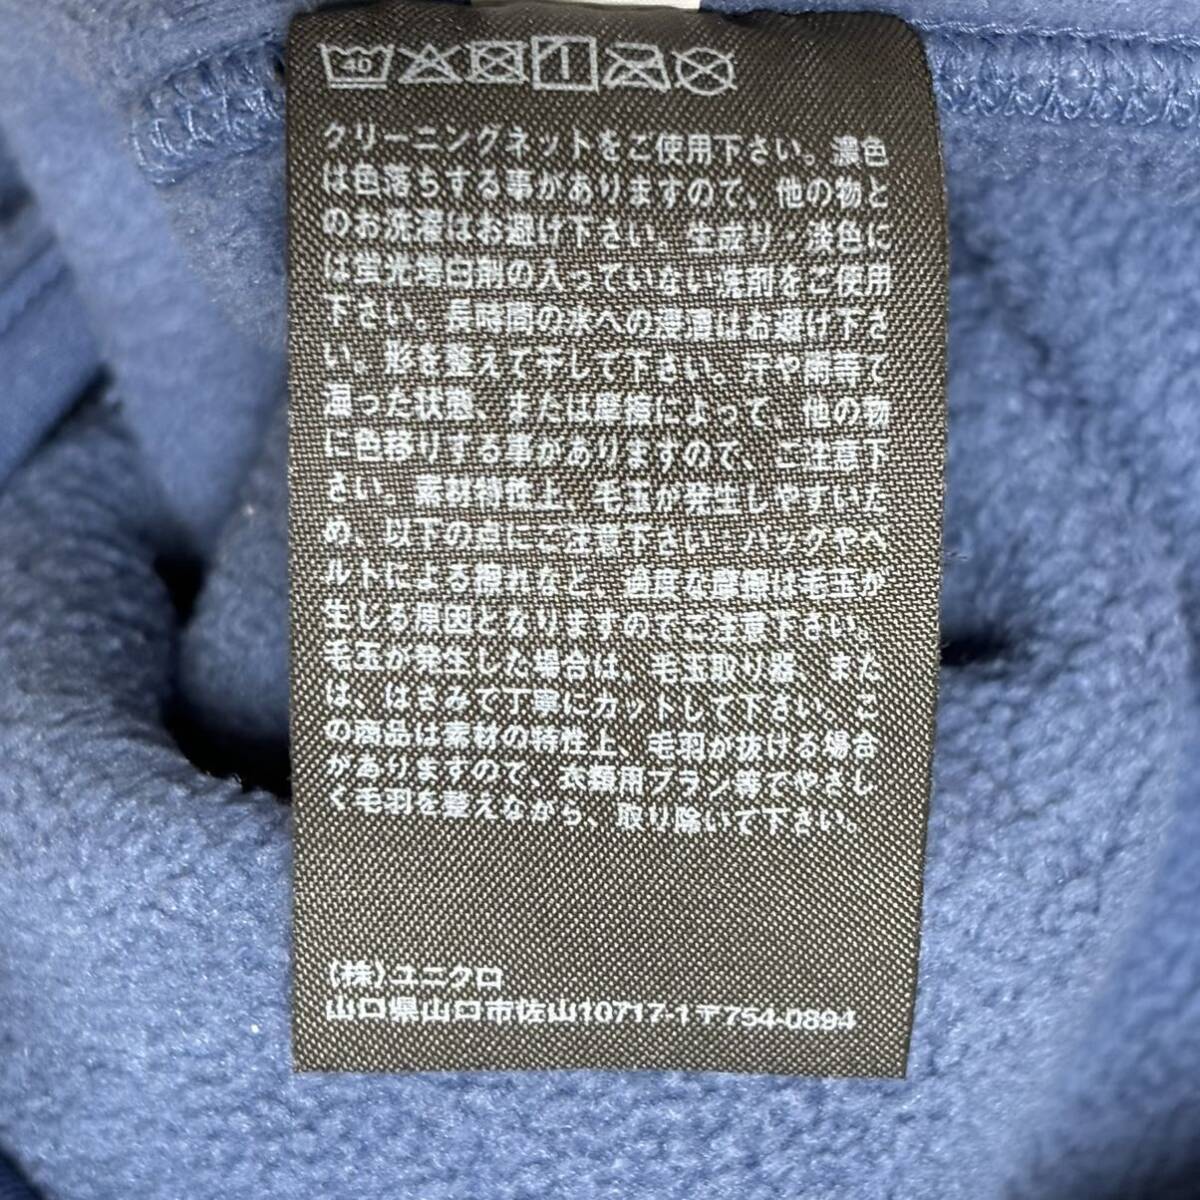 40
クリーニングネットをご使用下さい。濃色
は色落ちする事がありますので、他の物と
のお洗濯はお避け下さい。生成り・淡色に
は蛍光増白剤の入っていない洗剤をご使用
下さい。長時間の水への浸漬はお避け下さ
い。形を整えて干して下さい。汗や雨等で
湿った状態、または摩擦によって、他の物
に色移りする事がありますので、ご注意下
さい。素材特性上、毛玉が発生しやすいた
め、以下の点にご注意下さい：バッグやベ
ルトによる擦れなど、過度な摩擦は毛玉が
生じる原因となりますのでご注意下さい。
毛玉が発生した場合は、毛玉取り器、また
は、はさみで丁寧にカットして下さい。こ
の商品は素材の特性上、毛羽が抜ける場合
がありますので、衣類用ブラシ等でやさし
く毛羽を整えながら、取り除いて下さい。
(株)ユニクロ
山口県山口市佐山10717-1〒754-0894